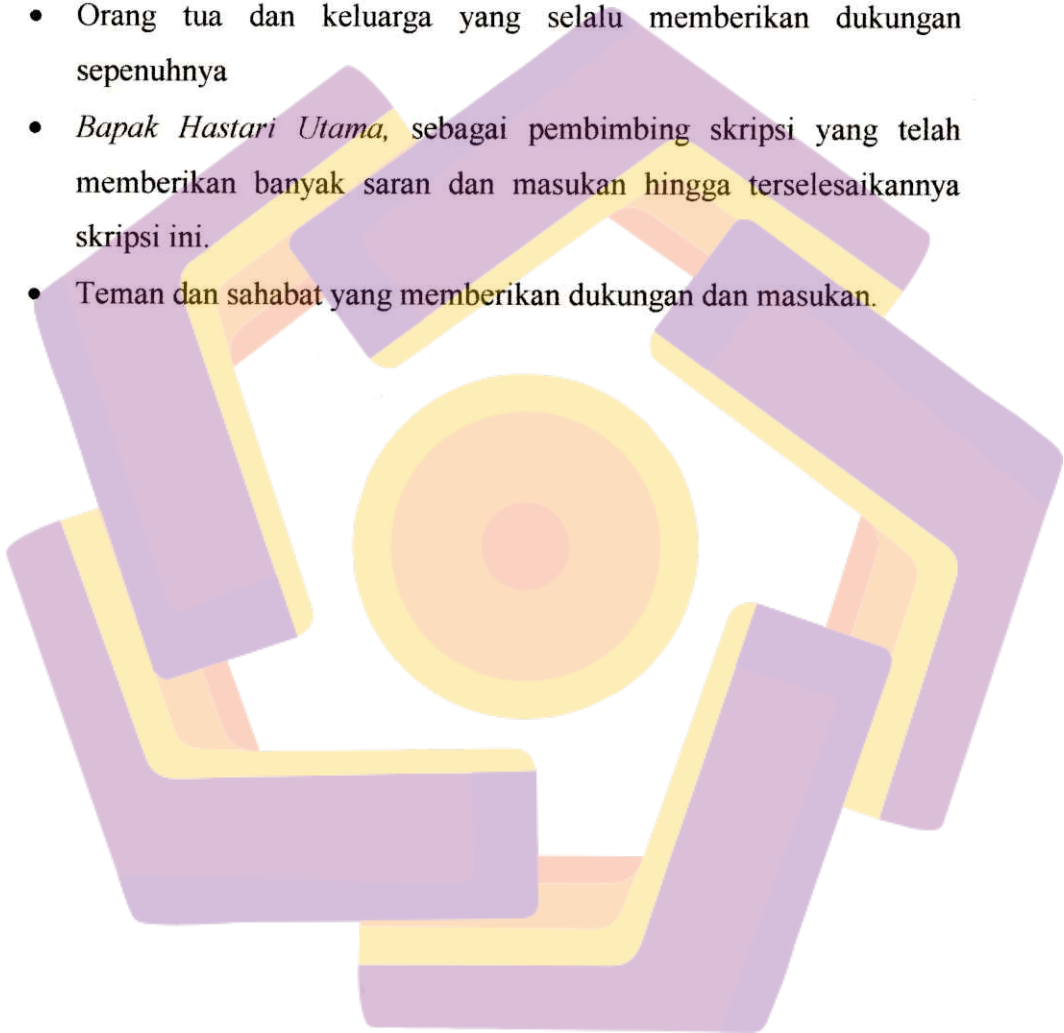 • Orang tua dan keluarga yang selalu memberikan dukungan
sepenuhnya
• Bapak Hastari Utama, sebagai pembimbing skripsi yang telah
memberikan banyak saran dan masukan hingga terselesaikannya
skripsi ini.
• Teman dan sahabat yang memberikan dukungan dan masukan.